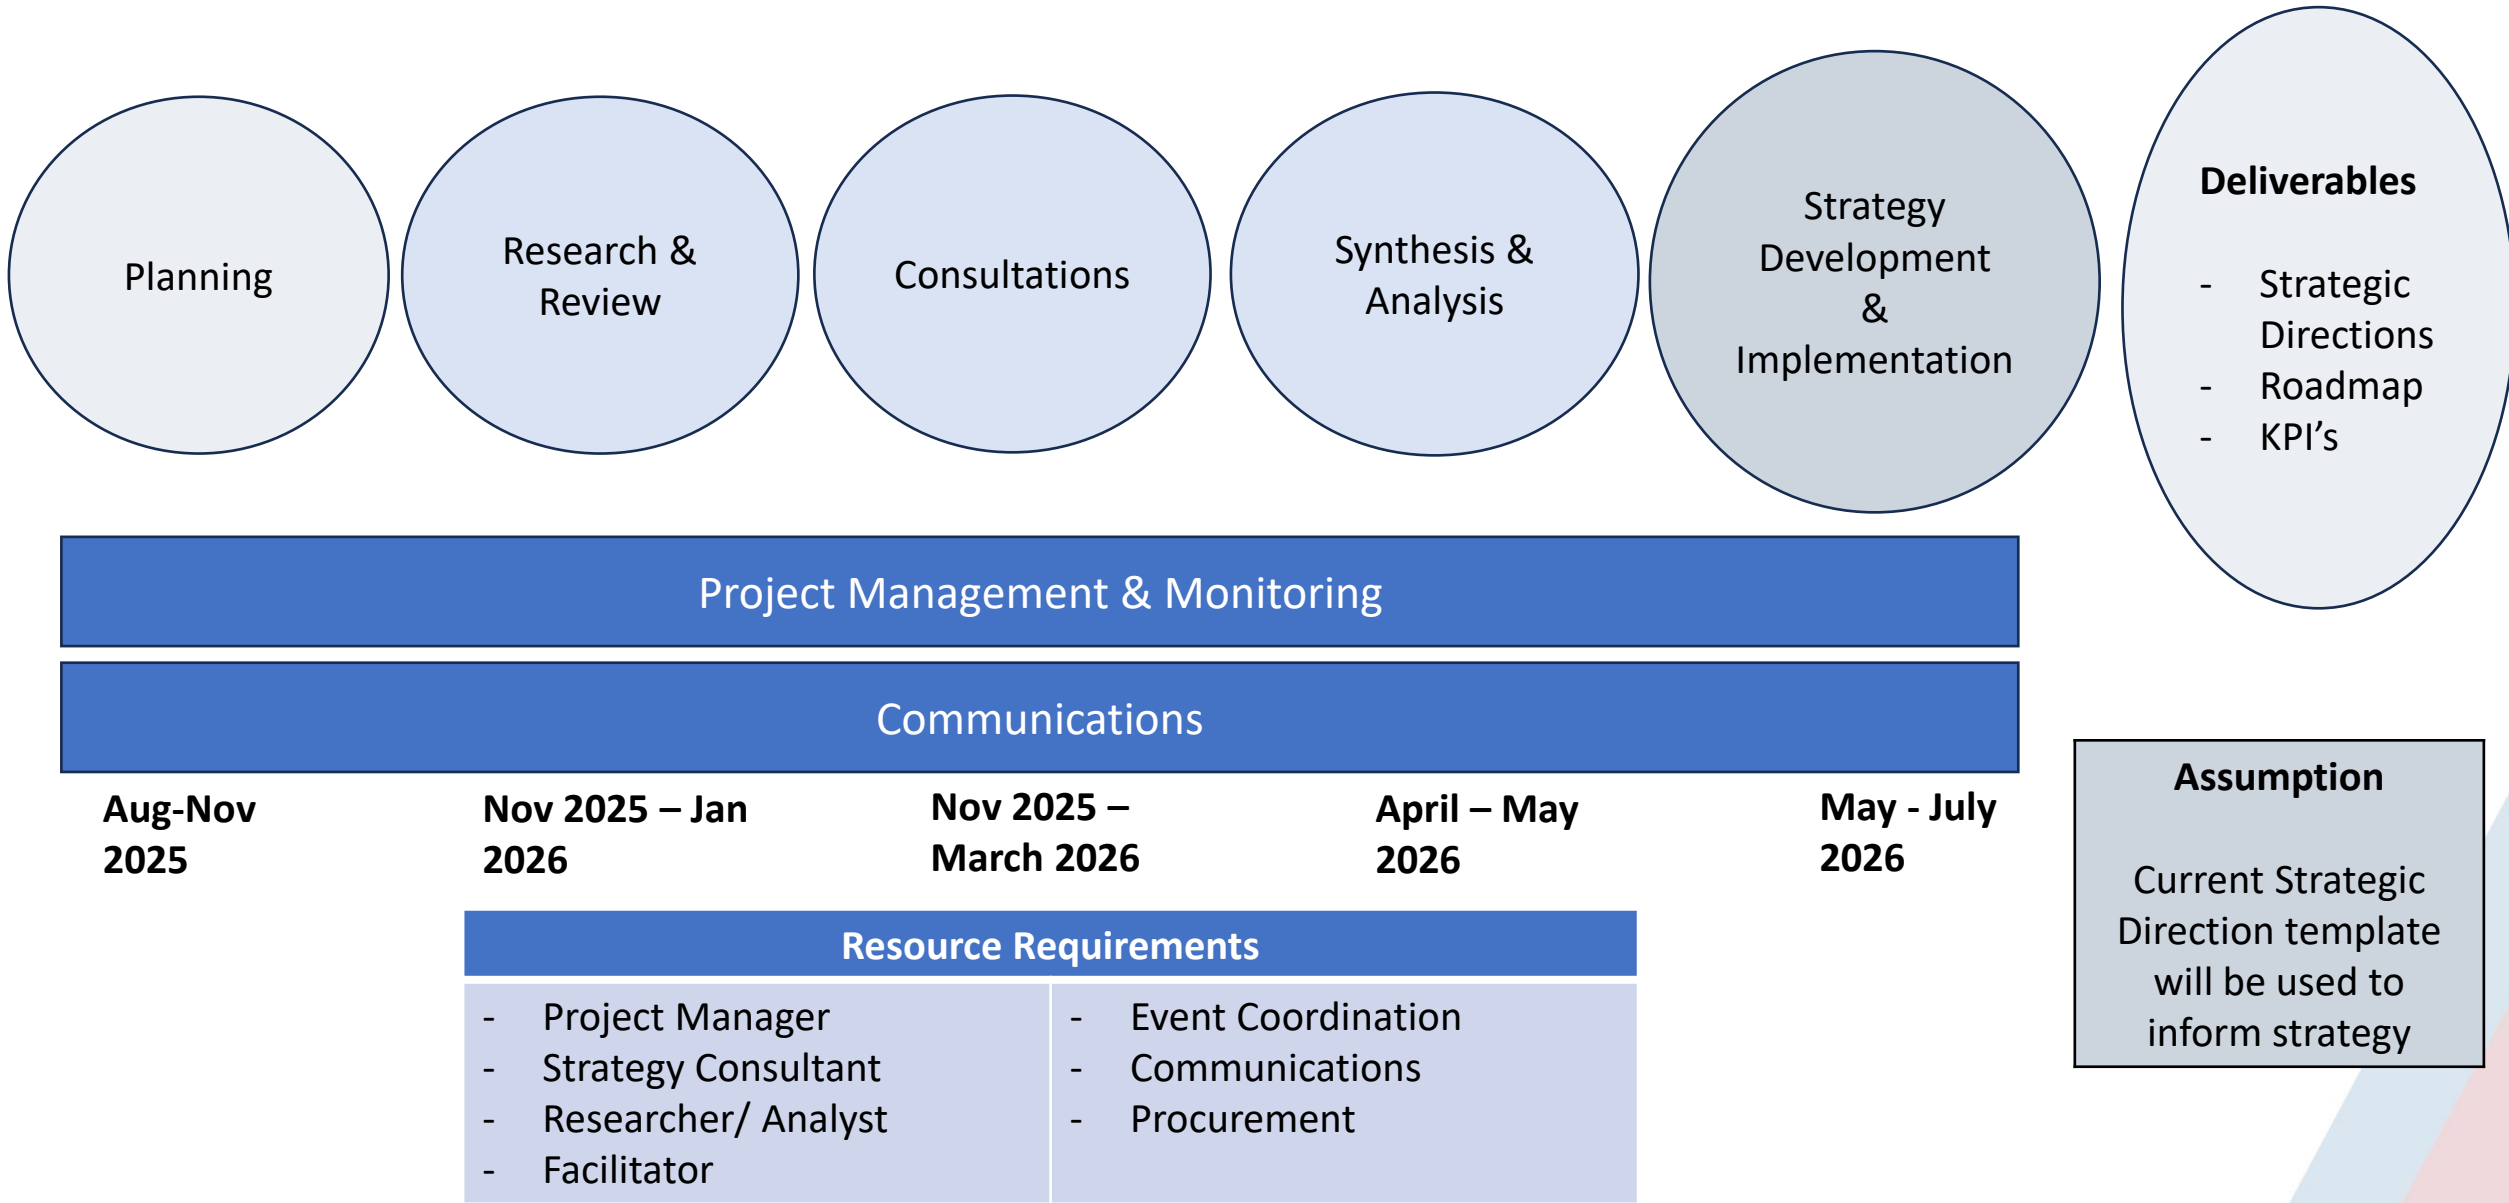 Planning
Research &
Review
Consultations
Synthesis &
Analysis
Strategy
Development
&
Implementation
Deliverables
- Strategic
Directions
- Roadmap
- KPI’s
Project Management & Monitoring
Communications
Aug-Nov
2025
Nov 2025 – Jan
2026
Nov 2025 –
March 2026
April – May
2026
May - July
2026
Assumption
Current Strategic
Direction template
will be used to
inform strategy
Resource Requirements
- Project Manager
- Strategy Consultant
- Researcher/ Analyst
- Facilitator
- Event Coordination
- Communications
- Procurement